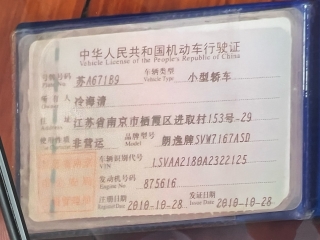 中华人民共和国机动车行驶证
Vehicle License of the People's Republic of China
号牌号码 苏A671B9 车辆类型 小型轿车
Plate No. Vehicle Type
所有人 冷海清
住址 江苏省南京市栖霞区进取村153号-29
Address
非营运 品牌型号 朗逸牌SVW7167ASD
Model
车辆识别代号 LSVAA2180A2322125
VIN
发动机号码 875616
Engine No.
注册日期 2010-10-28 发证日期 2010-10-28
Register Date Issue Date